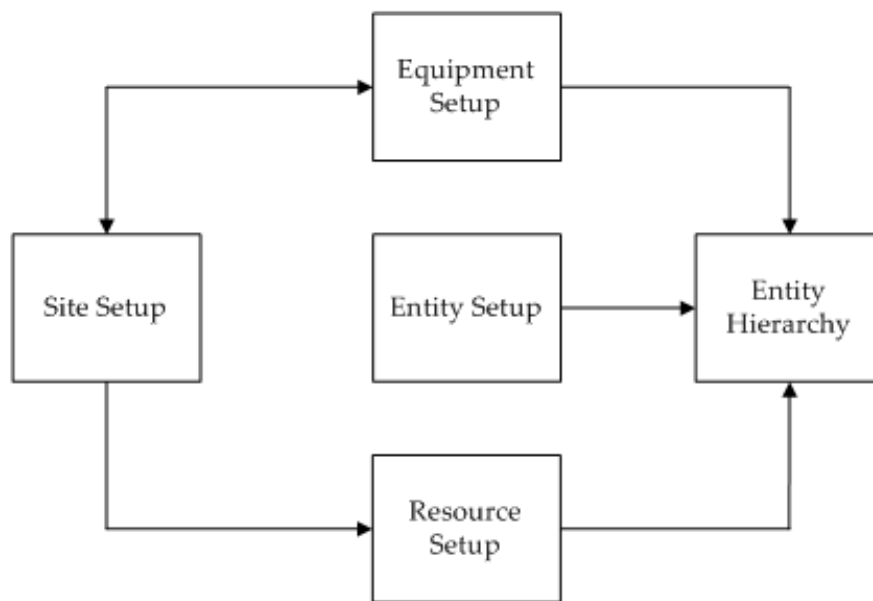 Equipment
Setup
Site Setup
Entity Setup
Entity
Hierarchy
Resource
Setup